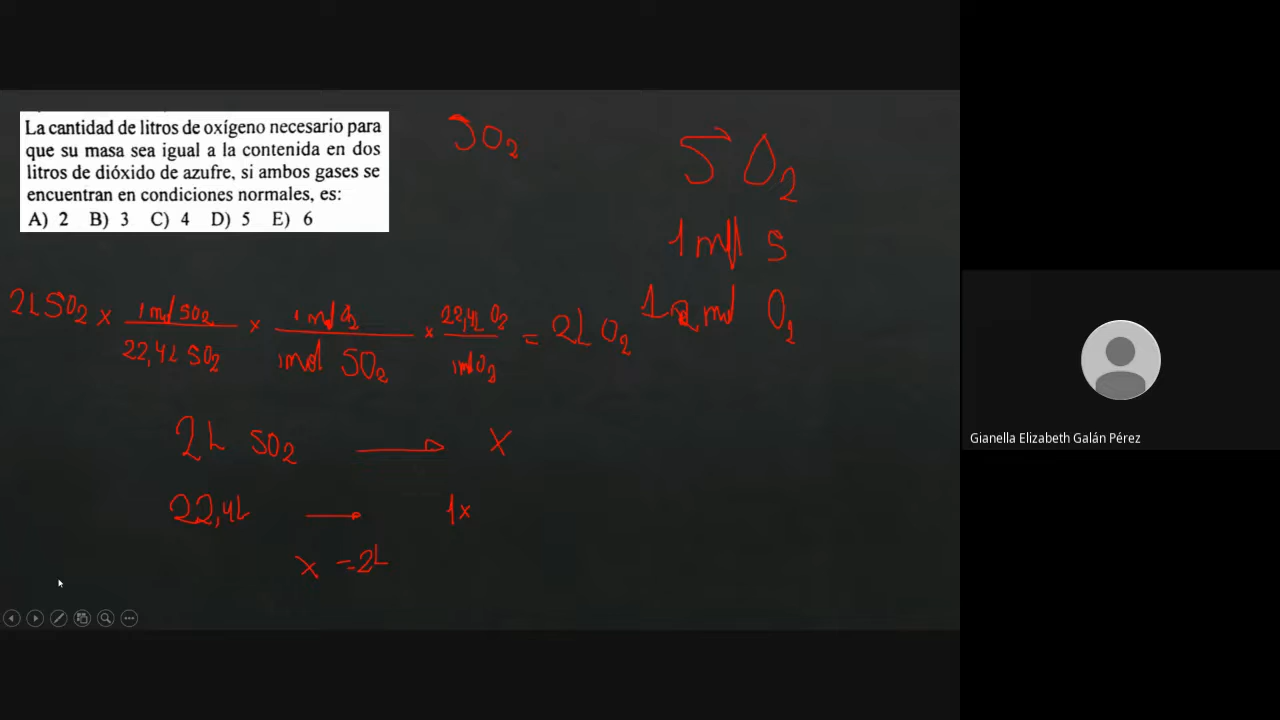 La cantidad de litros de oxígeno necesario para
que su masa sea igual a la contenida en dos
litros de dióxido de azufre, si ambos gases se
encuentran en condiciones normales, es:
A) 2 B) 3 C) 4 D) 5 E) 6
SO₂
SO₂
1 mol S
1 mol O₂
2L SO₂ × 1 mol SO₂ / 22,4L SO₂ × 1 mol O₂ / 1 mol SO₂ × 22,4L O₂ / 1 mol O₂ = 2L O₂
2L SO₂ → X
22,4L → 1x
x = 2L
Gianella Elizabeth Galán Pérez